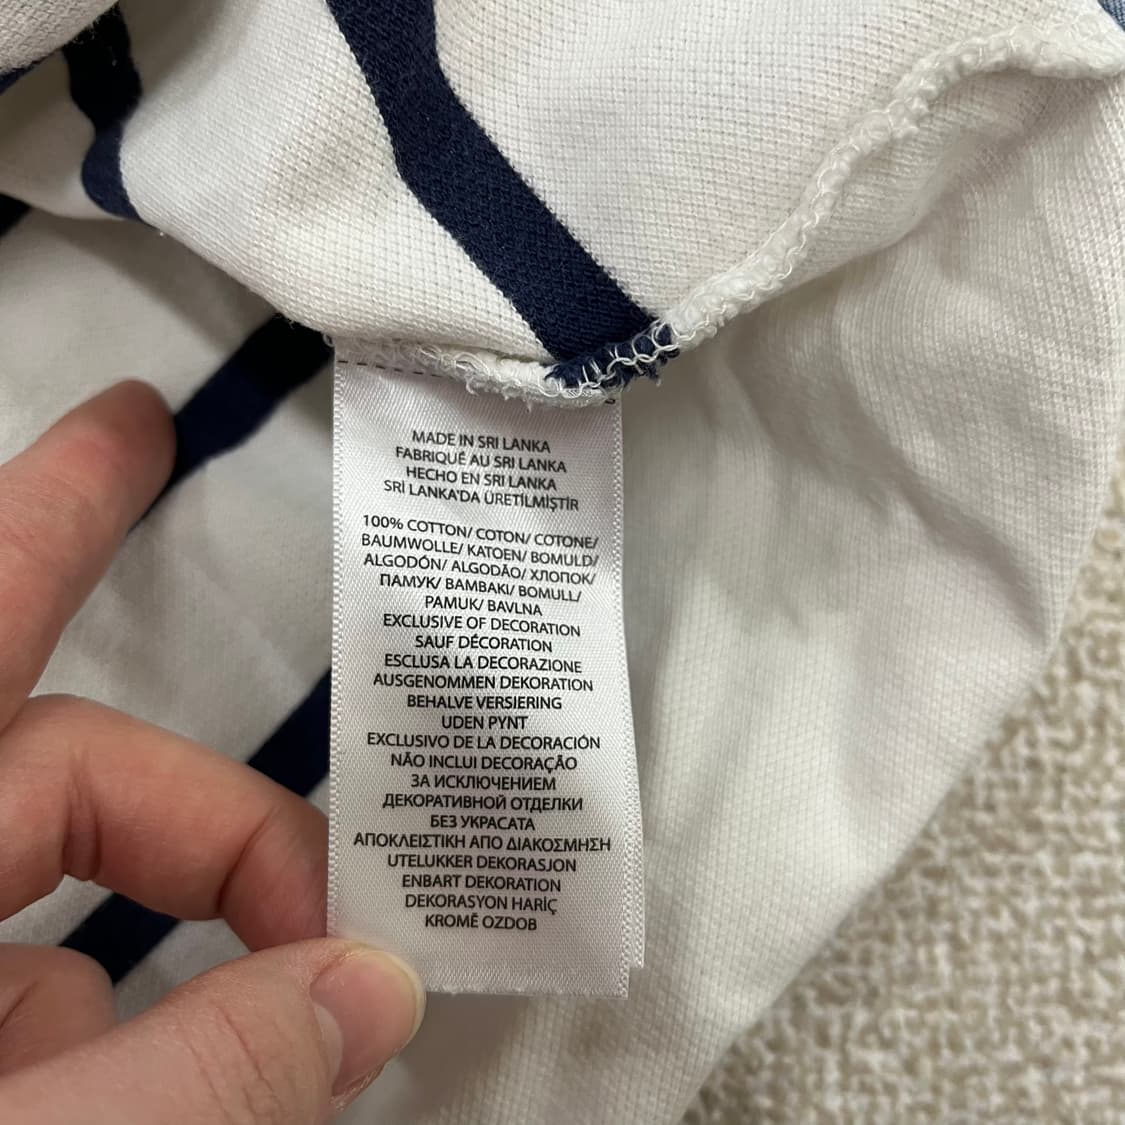 MADE IN SRI LANKA
FABRIQUÉ AU SRI LANKA
HECHO EN SRI LANKA
SRİ LANKA'DA ÜRETİLMİŞTİR
100% COTTON/ COTON/ COTONE/
BAUMWOLLE/ KATOEN/ BOMULD/
ALGODÓN/ ALGODÃO/ ХЛОПОК/
ПАМУК/ BAMBAKI/ BOMULL/
PAMUK/ BAVLNA
EXCLUSIVE OF DECORATION
SAUF DÉCORATION
ESCLUSA LA DECORAZIONE
AUSGENOMMEN DEKORATION
BEHALVE VERSIERING
UDEN PYNT
EXCLUSIVO DE LA DECORACIÓN
NÃO INCLUI DECORAÇÃO
ЗА ИСКЛЮЧЕНИЕМ
ДЕКОРАТИВНОЙ ОТДЕЛКИ
БЕЗ УКРАСАТА
ΑΠΟΚΛΕΙΣΤΙΚΗ ΑΠΟ ΔΙΑΚΟΣΜΗΣΗ
UTELUKKER DEKORASJON
ENBART DEKORATION
DEKORASYON HARİÇ
KROMĚ OZDOB